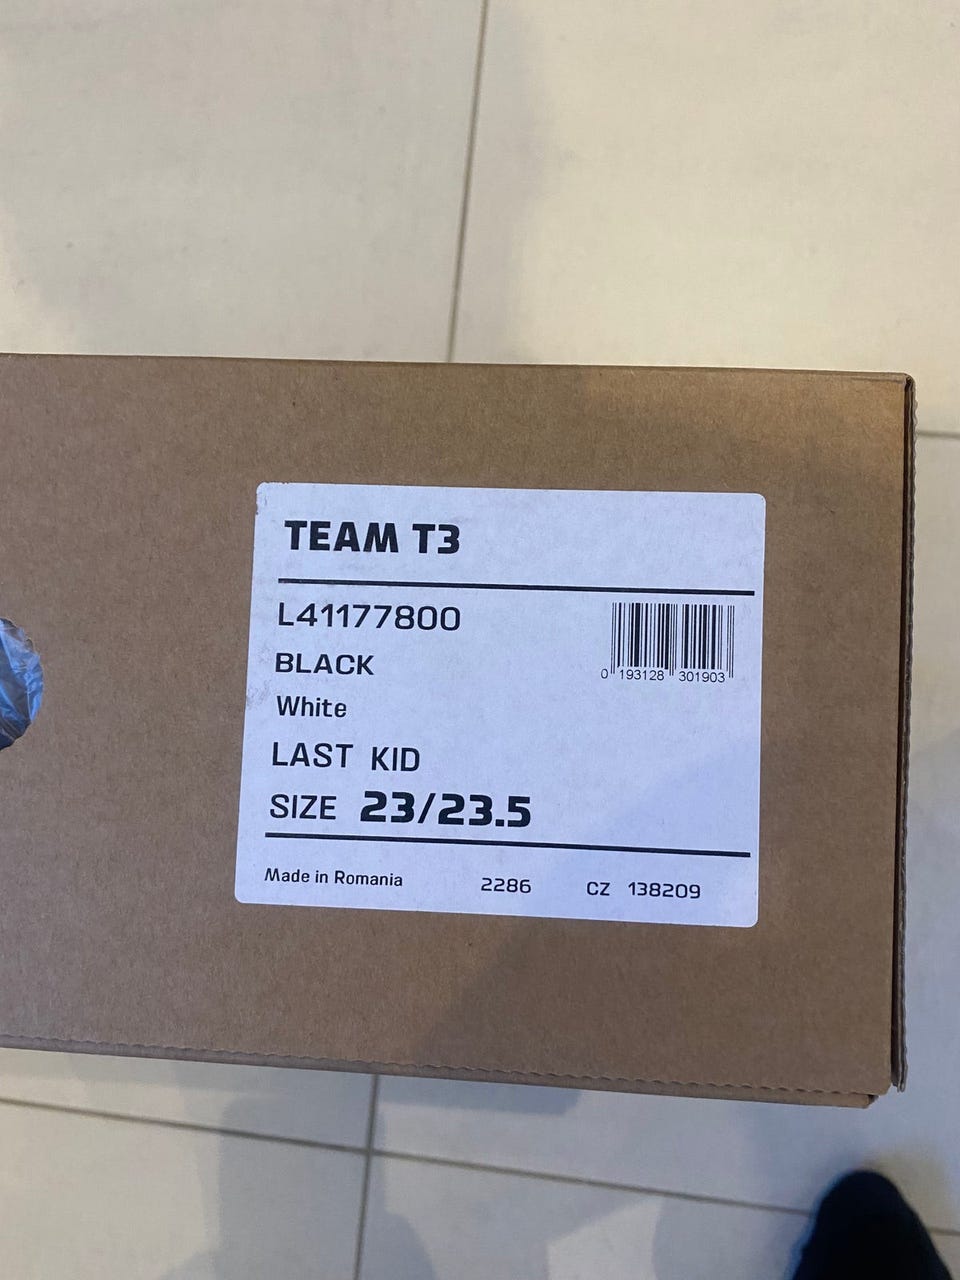 TEAM T3
L41177800
BLACK
White
LAST KID
SIZE 23/23.5
0 193128 301903
Made in Romania 2286 CZ 138209